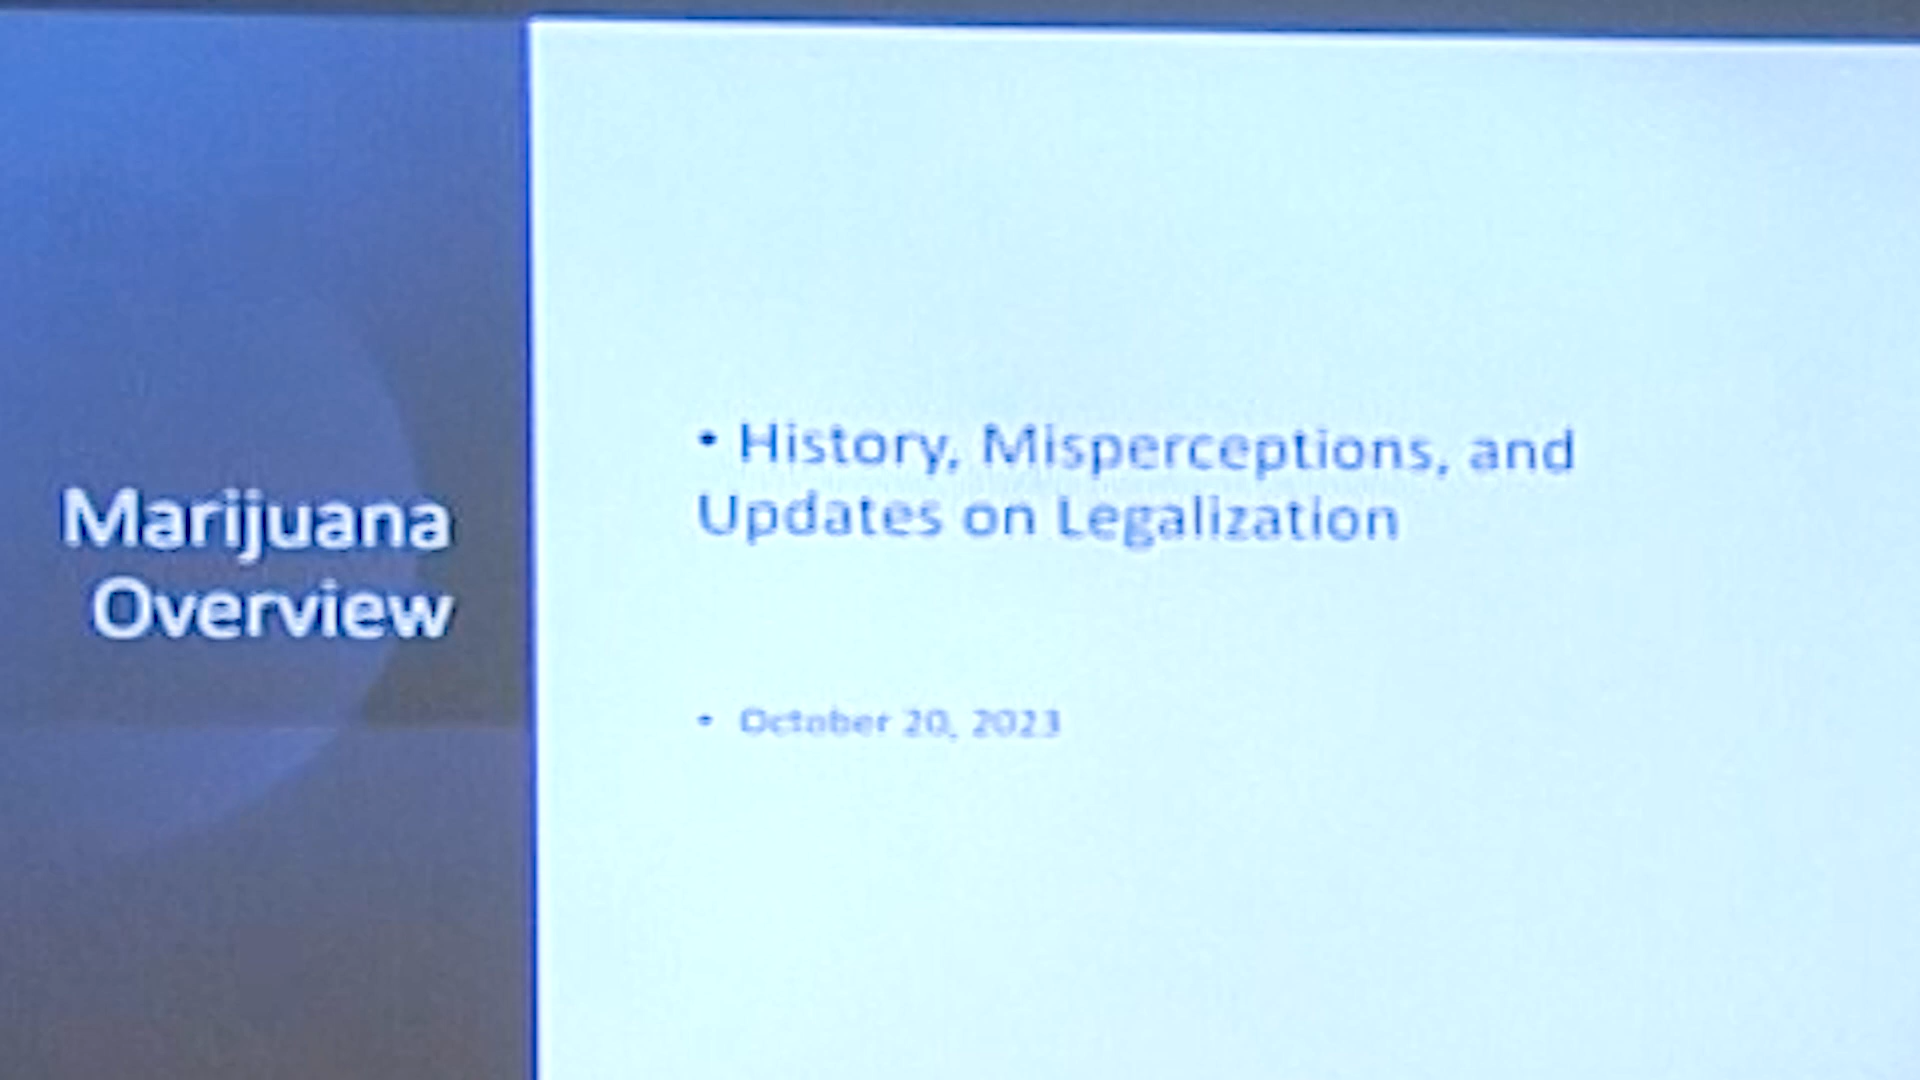 Marijuana
Overview
• History, Misperceptions, and
Updates on Legalization
• October 20, 2023